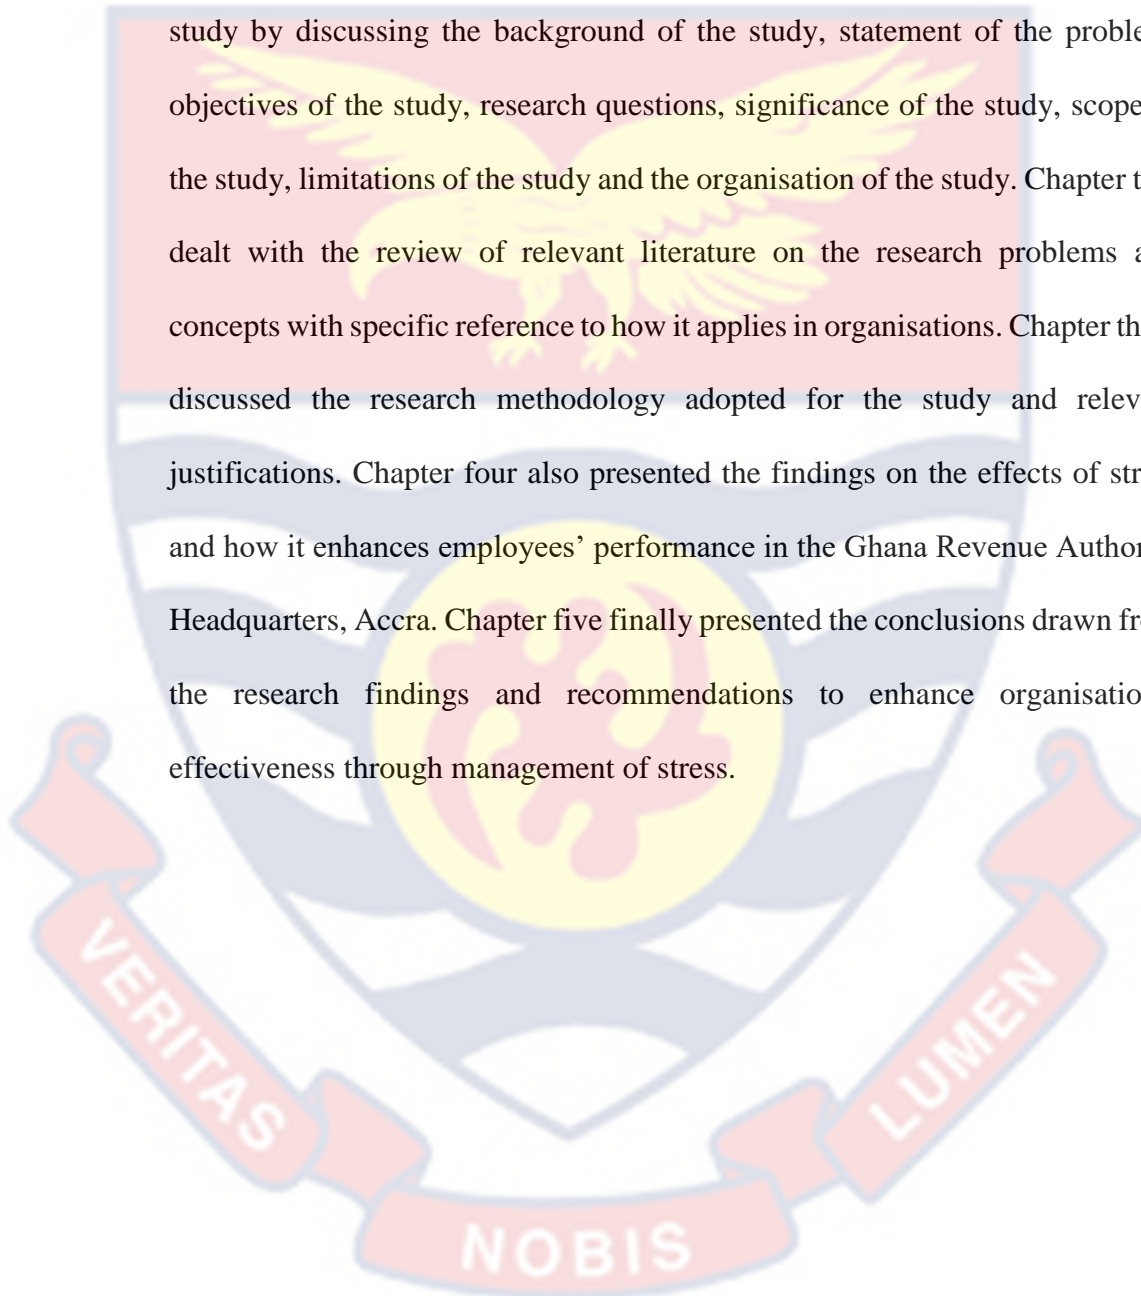 study by discussing the background of the study, statement of the proble
objectives of the study, research questions, significance of the study, scope
the study, limitations of the study and the organisation of the study. Chapter t
dealt with the review of relevant literature on the research problems a
concepts with specific reference to how it applies in organisations. Chapter th
discussed the research methodology adopted for the study and relev
justifications. Chapter four also presented the findings on the effects of str
and how it enhances employees’ performance in the Ghana Revenue Author
Headquarters, Accra. Chapter five finally presented the conclusions drawn fr
the research findings and recommendations to enhance organisation
effectiveness through management of stress.
VERITAS
NOBIS
LUMEN